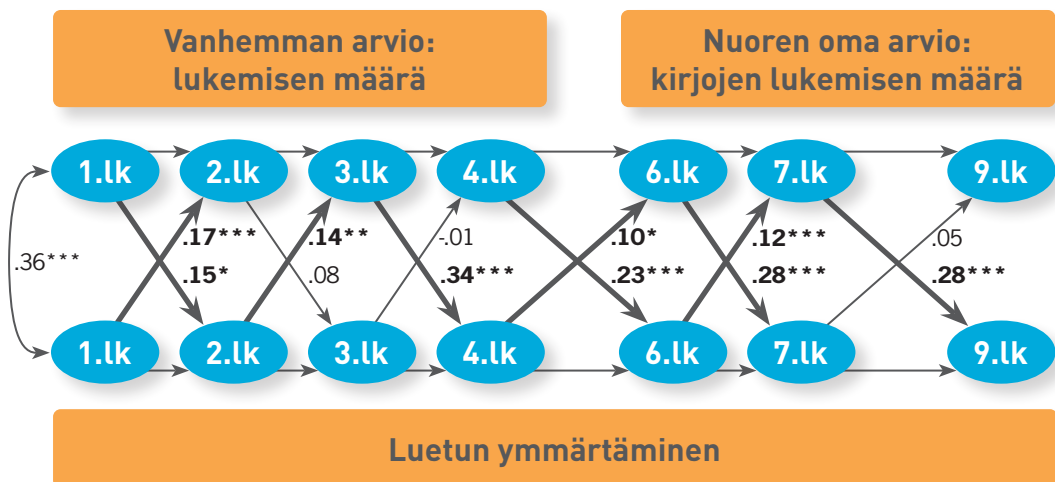 Vanhemman arvio:
lukemisen määrä
Nuoren oma arvio:
kirjojen lukemisen määrä
1.lk 2.lk 3.lk 4.lk 6.lk 7.lk 9.lk
.17*** .14** -.01 .10* .12*** .05
.36***
.15* .08 .34*** .23*** .28*** .28***
1.lk 2.lk 3.lk 4.lk 6.lk 7.lk 9.lk
Luetun ymmärtäminen